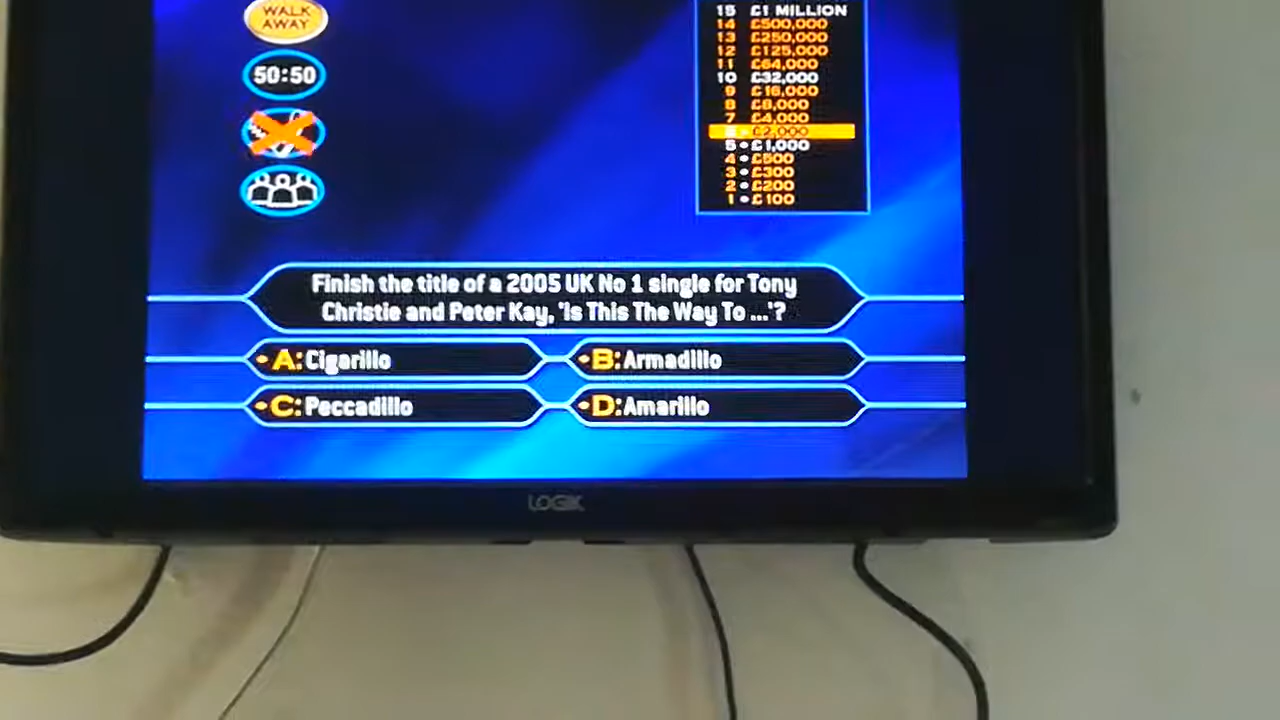 WALK
AWAY
50:50
15 £1 MILLION
14 £500,000
13 £250,000
12 £125,000
11 £64,000
10 £32,000
9 £16,000
8 £8,000
7 £4,000
6 £2,000
5 £1,000
4 £500
3 £300
2 £200
1 £100
Finish the title of a 2005 UK No 1 single for Tony
Christie and Peter Kay, 'Is This The Way To ...'?
A: Cigarillo
B: Armadillo
C: Peccadillo
D: Amarillo
LOGIK